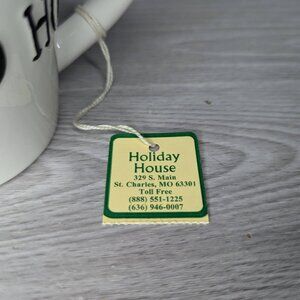 H
Holiday
House
329 S. Main
St. Charles, MO 63301
Toll Free
(888) 551-1225
(636) 946-0007